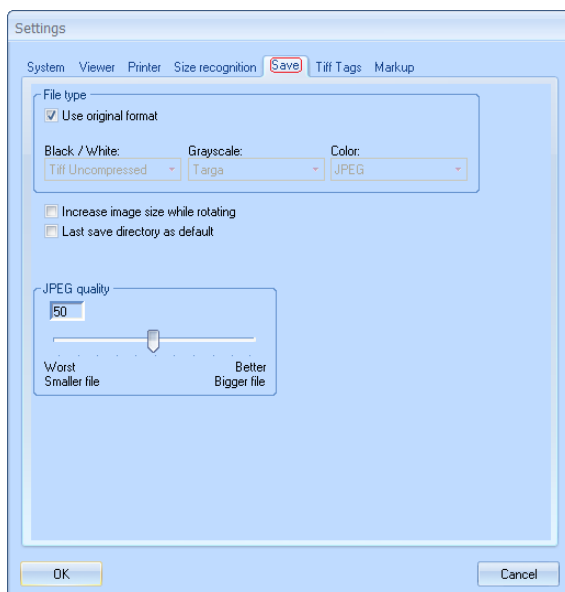 Settings
System Viewer Printer Size recognition Save Tiff Tags Markup
File type
Use original format
Black / White: Grayscale: Color:
Tiff Uncompressed Targa JPEG
Increase image size while rotating
Last save directory as default
JPEG quality
50
Worst Better
Smaller file Bigger file
OK Cancel